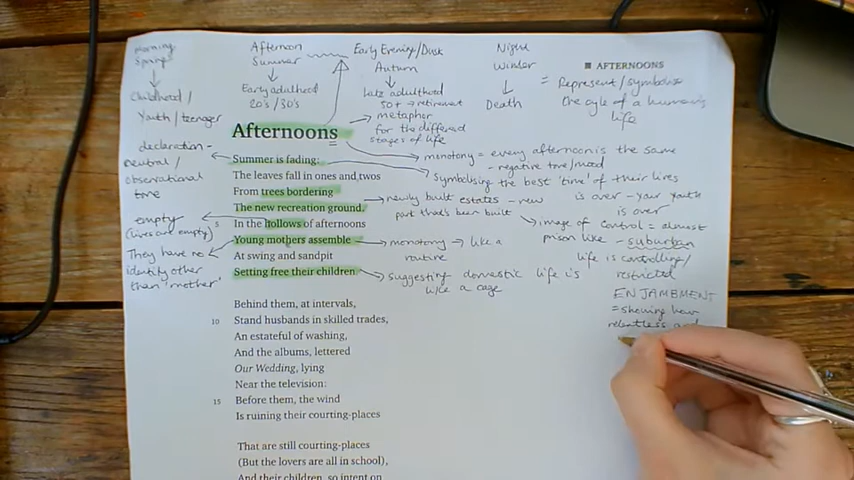 morning
Spring
Childhood /
Youth / teenager
Afternoon
Summer
Early adulthood
20's / 30's
Early Evening / Dusk
Autumn
Late adulthood
50+ → retirement
metaphor
for the different
stages of life
Night
Winter
Death
■ AFTERNOONS
= Represent / symbolise
the cycle of a human's
life
Afternoons
declaration -
neutral /
observational
tone
empty
(lives are empty)
They have no
identity other
than 'mother'
Summer is fading:
The leaves fall in ones and twos
From trees bordering
The new recreation ground.
5 In the hollows of afternoons
Young mothers assemble
At swing and sandpit
Setting free their children
monotony = every afternoon is the same
- negative tone/mood
Symbolising the best 'time' of their lives
is over - your youth
is over
newly built estates - new
part that's been built
image of control = almost
prison like - suburban
life is controlling /
restricted
monotony → like a
routine
suggesting domestic life is
like a cage
ENJAMBMENT
= showing how
relentless and
Behind them, at intervals,
10 Stand husbands in skilled trades,
An estateful of washing,
And the albums, lettered
Our Wedding, lying
Near the television:
15 Before them, the wind
Is ruining their courting-places
That are still courting-places
(But the lovers are all in school),
And their children, so intent on